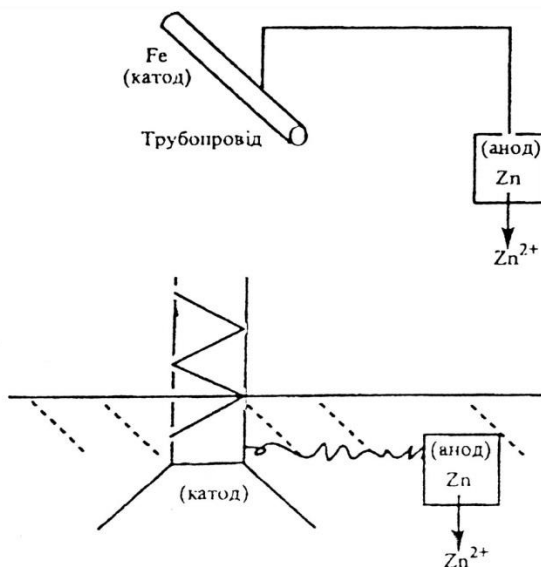 Fe
(катод)
Трубопровід
(анод)
Zn
Zn²⁺
(катод)
(анод)
Zn
Zn²⁺